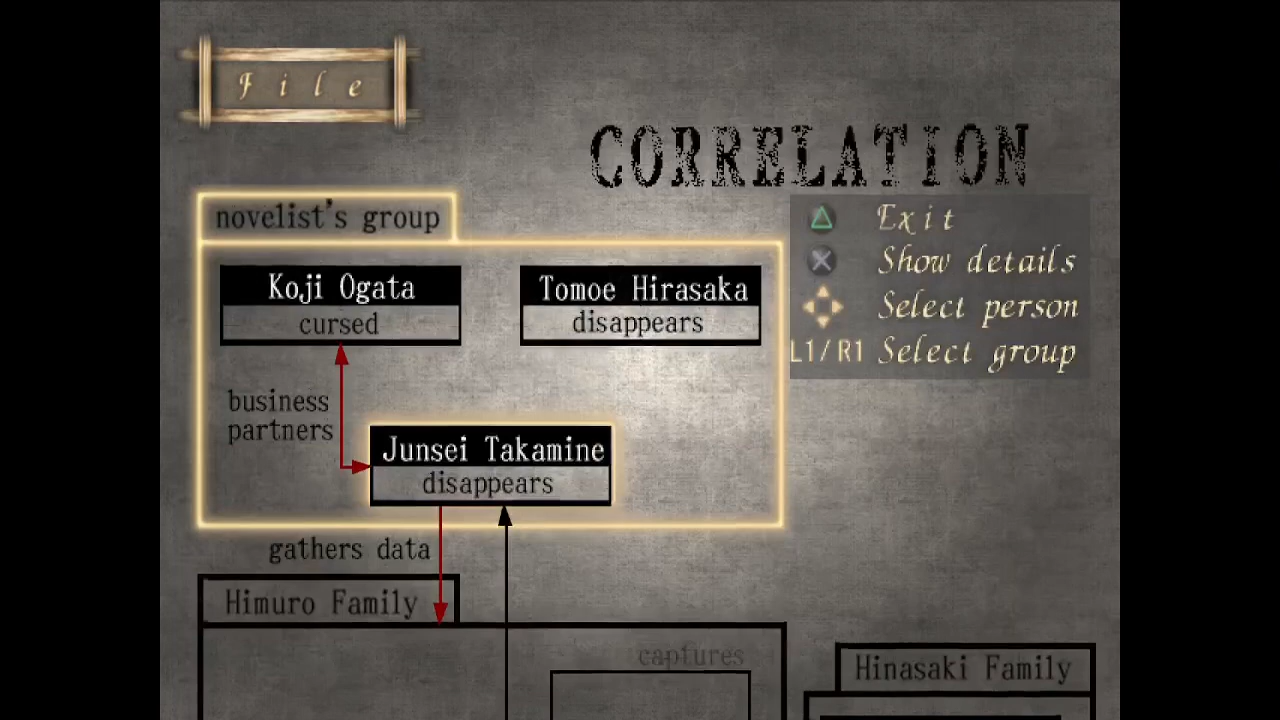 File
CORRELATION
novelist's group
Koji Ogata
cursed
Tomoe Hirasaka
disappears
Exit
Show details
Select person
L1/R1 Select group
business
partners
Junsei Takamine
disappears
gathers data
Himuro Family
captures
Hinasaki Family